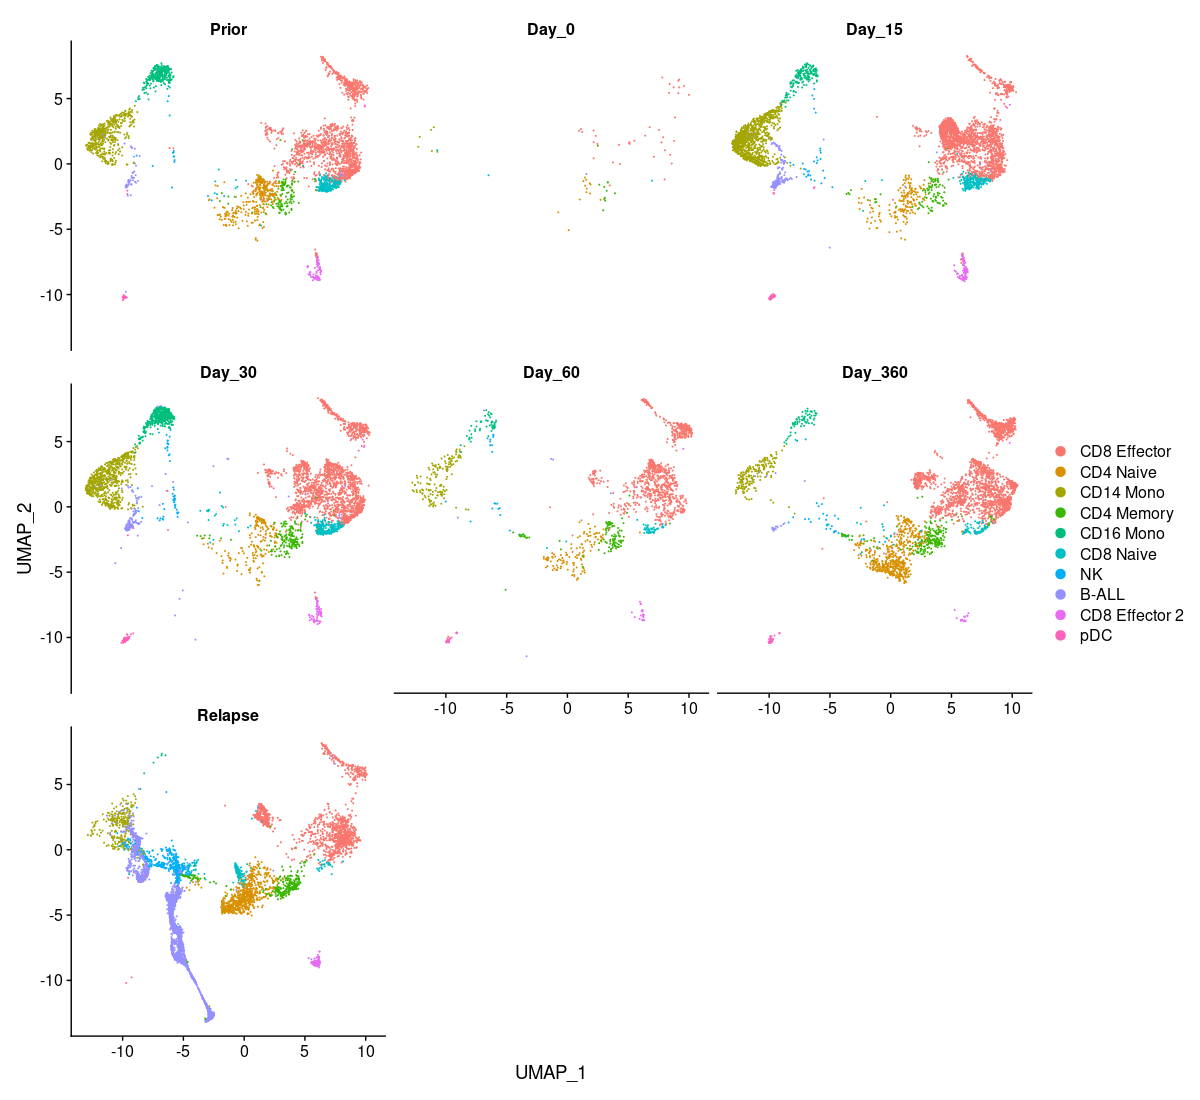 Prior
Day_0
Day_15
5
0
-5
-10
Day_30
Day_60
Day_360
5
0
-5
-10
-10 -5 0 5 10
-10 -5 0 5 10
Relapse
5
0
-5
-10
-10 -5 0 5 10
UMAP_1
UMAP_2
CD8 Effector
CD4 Naive
CD14 Mono
CD4 Memory
CD16 Mono
CD8 Naive
NK
B-ALL
CD8 Effector 2
pDC